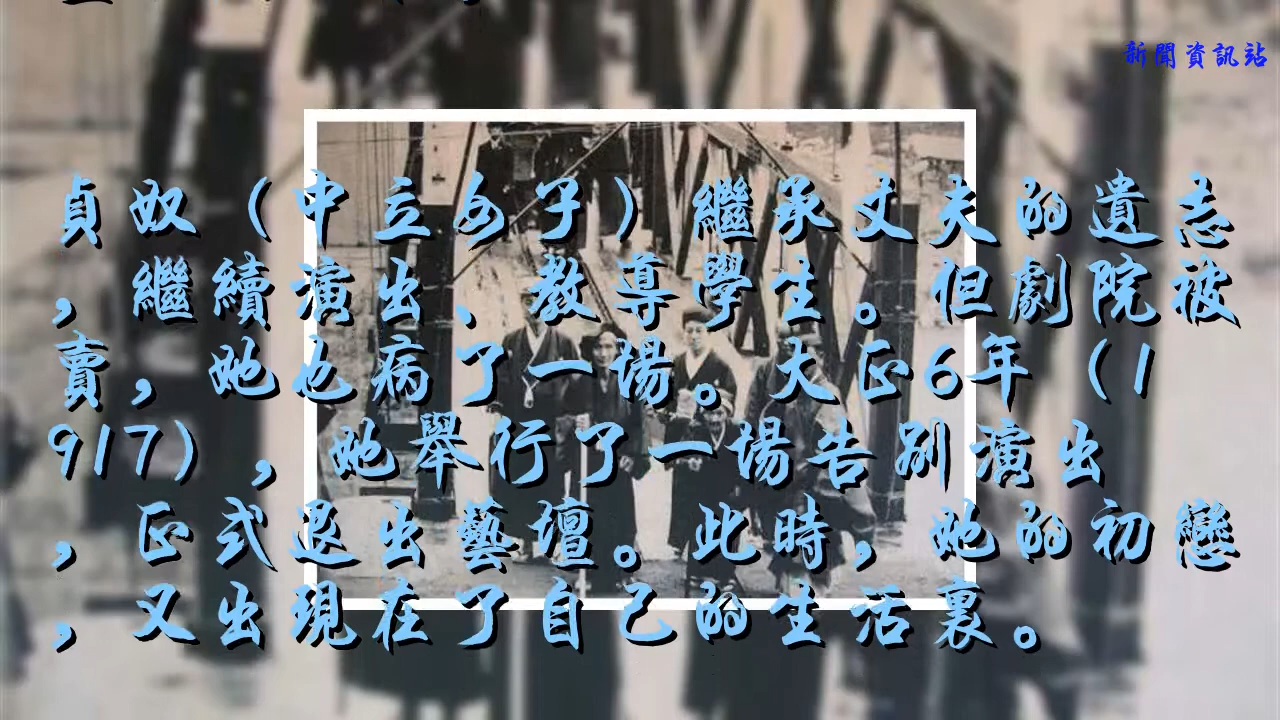 新聞資訊站
貞奴（中立女子）繼承丈夫的遺志
，繼續演出、教導學生。但劇院被
賣，她也病了一場。大正6年（1
917），她舉行了一場告別演出
，正式退出藝壇。此時，她的初戀
，又出現在了自己的生活裏。